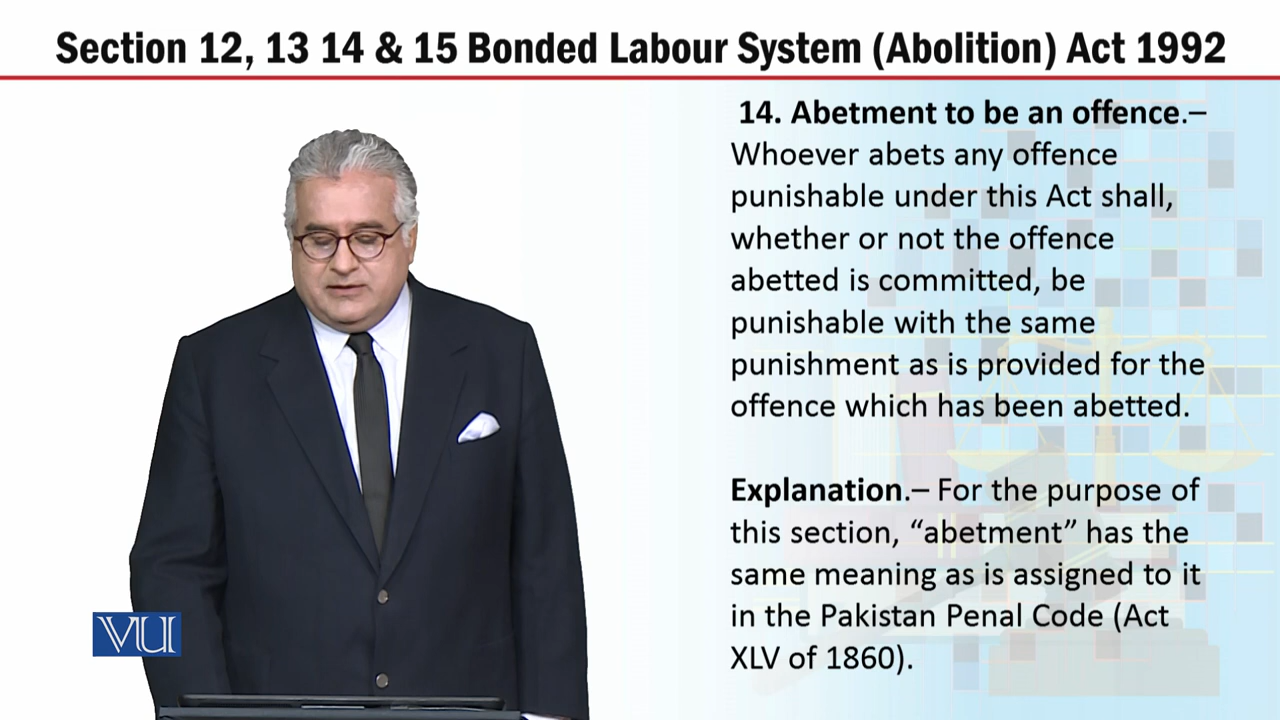 Section 12, 13 14 & 15 Bonded Labour System (Abolition) Act 1992
14. Abetment to be an offence.–
Whoever abets any offence
punishable under this Act shall,
whether or not the offence
abetted is committed, be
punishable with the same
punishment as is provided for the
offence which has been abetted.
Explanation.– For the purpose of
this section, “abetment” has the
same meaning as is assigned to it
in the Pakistan Penal Code (Act
XLV of 1860).
VU